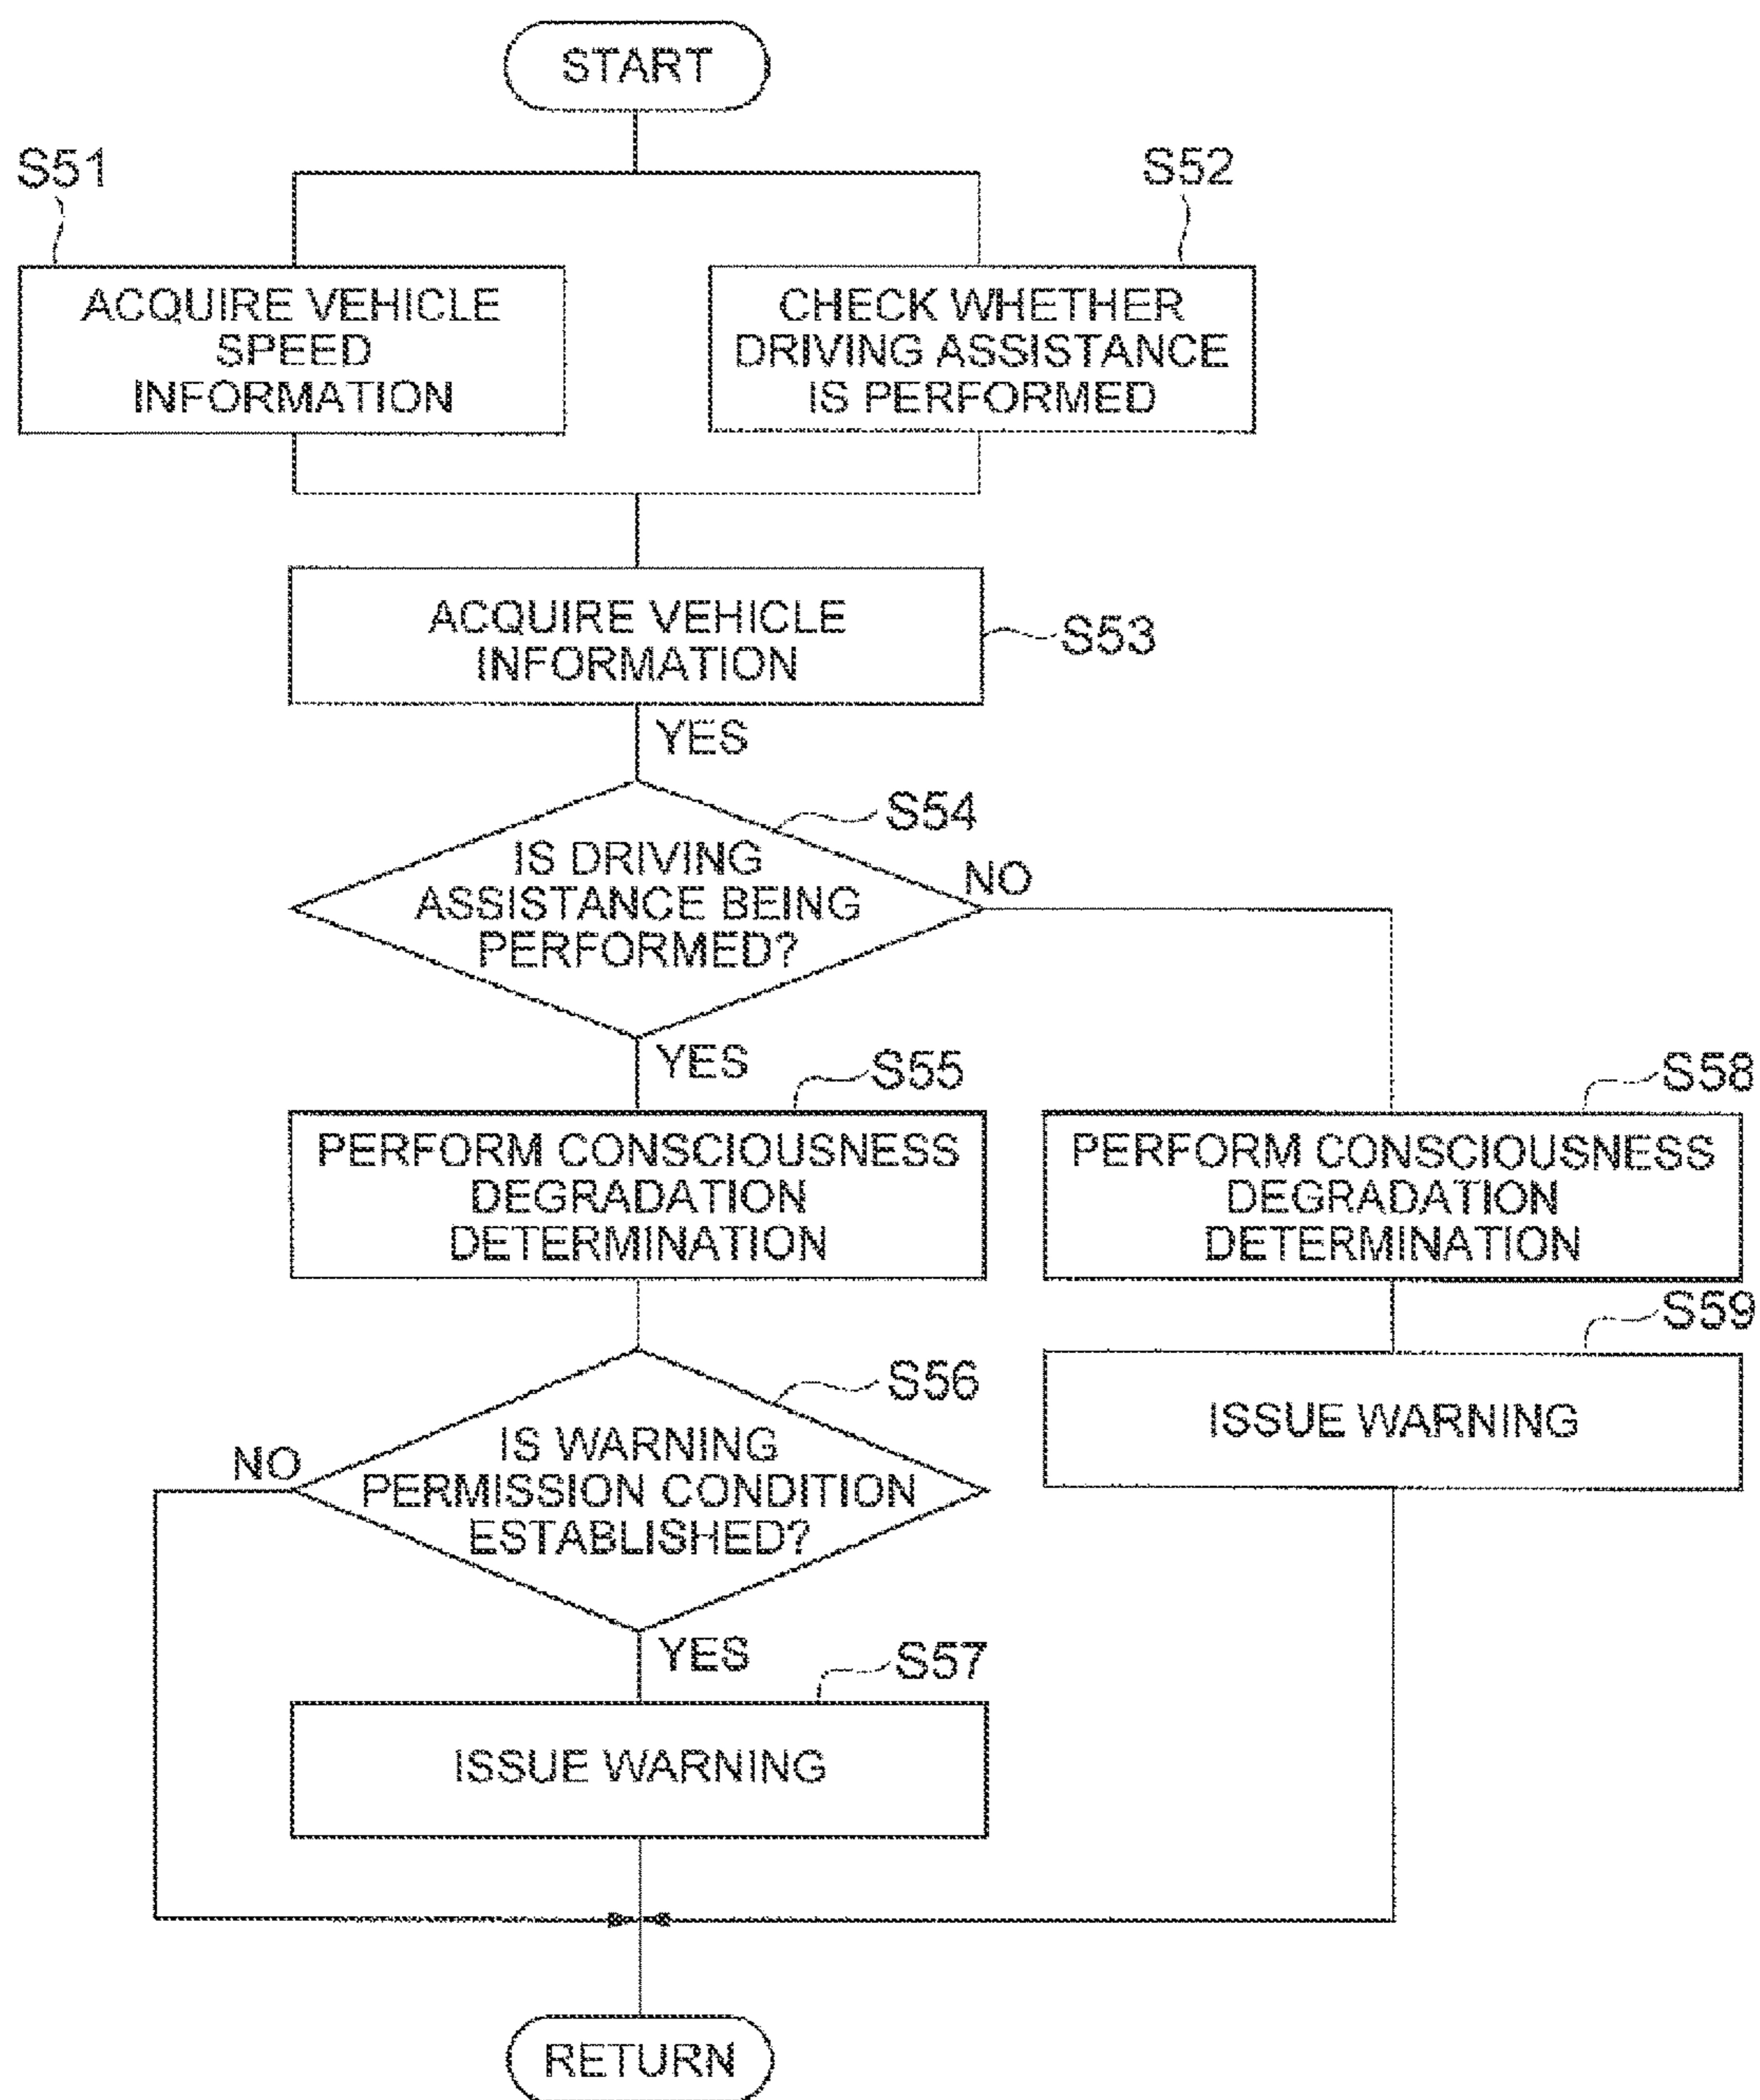 START
S51
S52
ACQUIRE VEHICLE
SPEED
INFORMATION
CHECK WHETHER
DRIVING ASSISTANCE
IS PERFORMED
ACQUIRE VEHICLE
INFORMATION
S53
YES
S54
IS DRIVING
ASSISTANCE BEING
PERFORMED?
NO
YES
S55
S58
PERFORM CONSCIOUSNESS
DEGRADATION
DETERMINATION
PERFORM CONSCIOUSNESS
DEGRADATION
DETERMINATION
S59
S56
ISSUE WARNING
NO
IS WARNING
PERMISSION CONDITION
ESTABLISHED?
YES
S57
ISSUE WARNING
RETURN